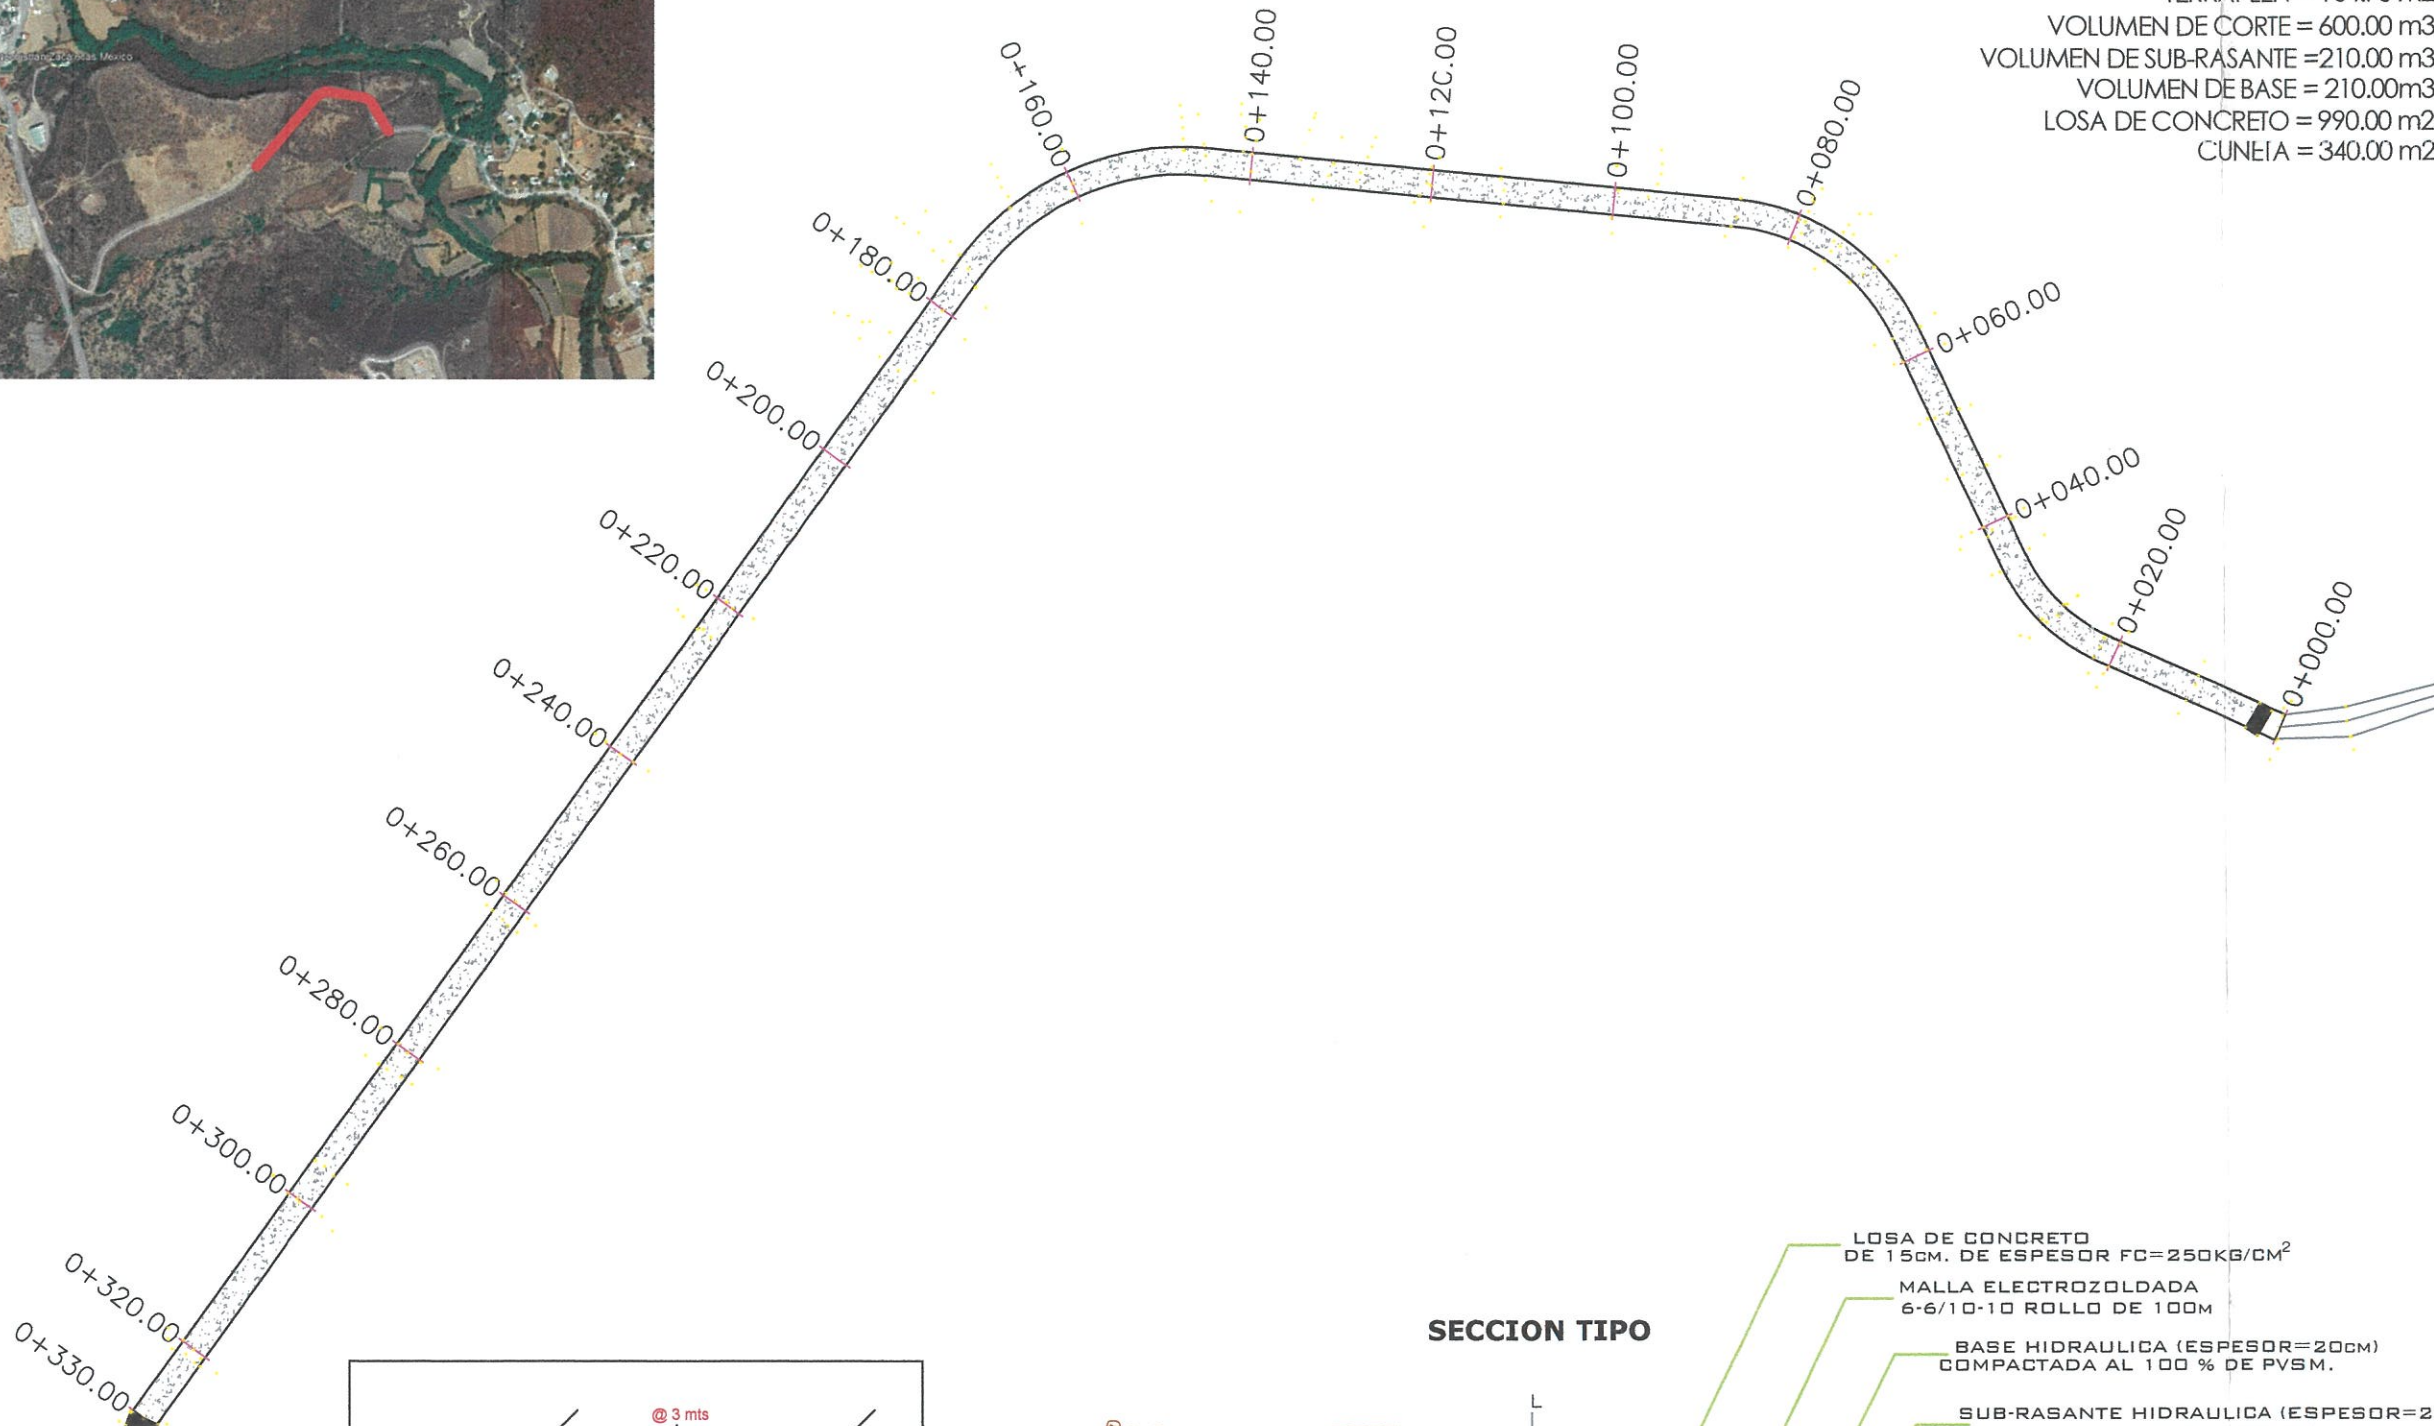 VOLUMEN DE CORTE = 600.00 m3
VOLUMEN DE SUB-RASANTE =210.00 m3
VOLUMEN DE BASE = 210.00m3
LOSA DE CONCRETO = 990.00 m2
CUNETA = 340.00 m2
0+160.00
0+140.00
0+120.00
0+100.00
0+080.00
0+180.00
0+060.00
0+200.00
0+040.00
0+220.00
0+020.00
0+000.00
0+240.00
0+260.00
0+280.00
0+300.00
0+320.00
0+330.00
LOSA DE CONCRETO
DE 15CM. DE ESPESOR FC=250KG/CM²
MALLA ELECTROZOLDADA
6-6/10-10 ROLLO DE 100M
SECCION TIPO
BASE HIDRAULICA (ESPESOR=20CM)
COMPACTADA AL 100 % DE PVSM.
L
@ 3 mts
SUB-RASANTE HIDRAULICA (ESPESOR=2